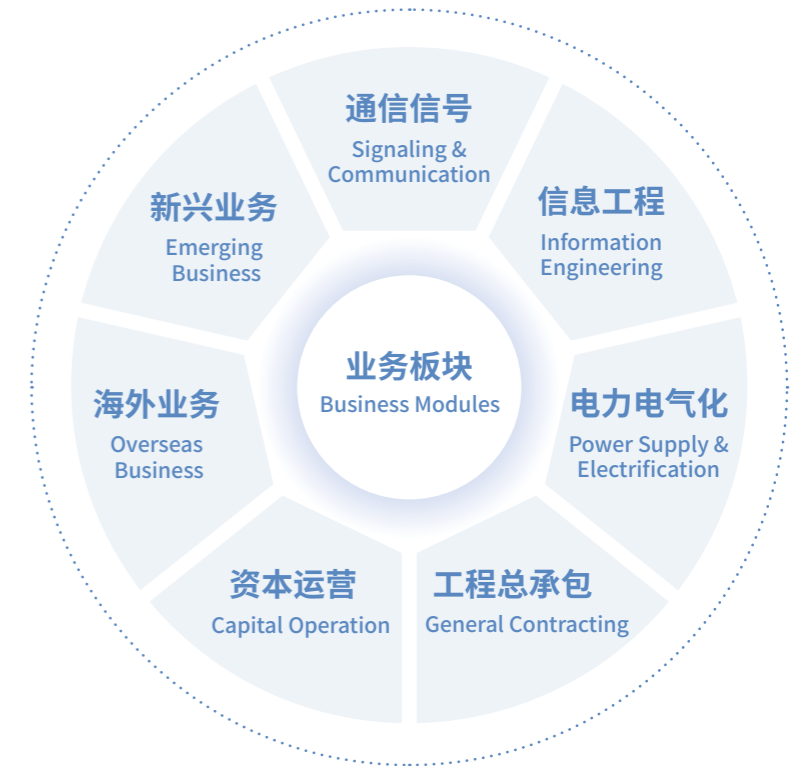 通信信号
Signaling &
Communication
信息工程
Information
Engineering
电力电气化
Power Supply &
Electrification
工程总承包
General Contracting
资本运营
Capital Operation
海外业务
Overseas
Business
新兴业务
Emerging
Business
业务板块
Business Modules